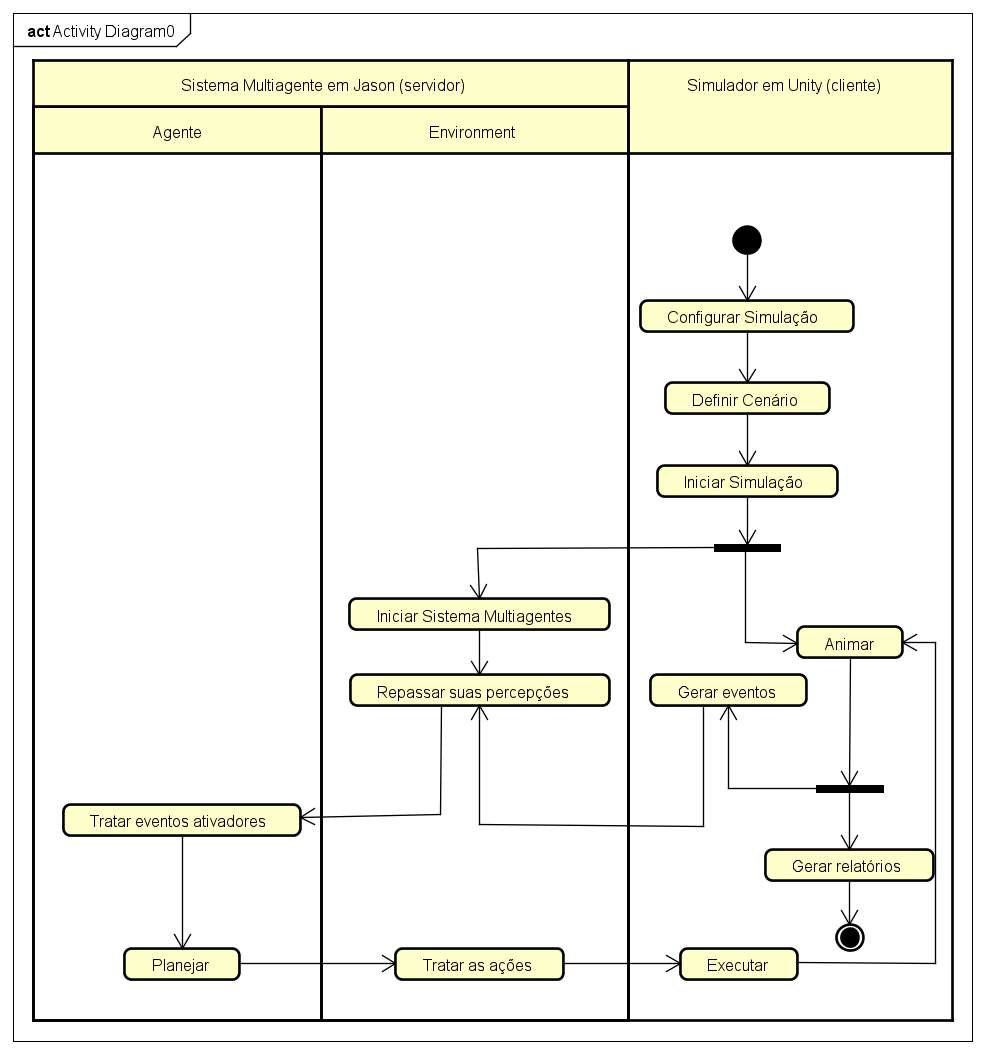 act Activity Diagram0
Sistema Multiagente em Jason (servidor)
Simulador em Unity (cliente)
Agente
Environment
Configurar Simulação
Definir Cenário
Iniciar Simulação
Iniciar Sistema Multiagentes
Animar
Repassar suas percepções
Gerar eventos
Tratar eventos ativadores
Gerar relatórios
Planejar
Tratar as ações
Executar